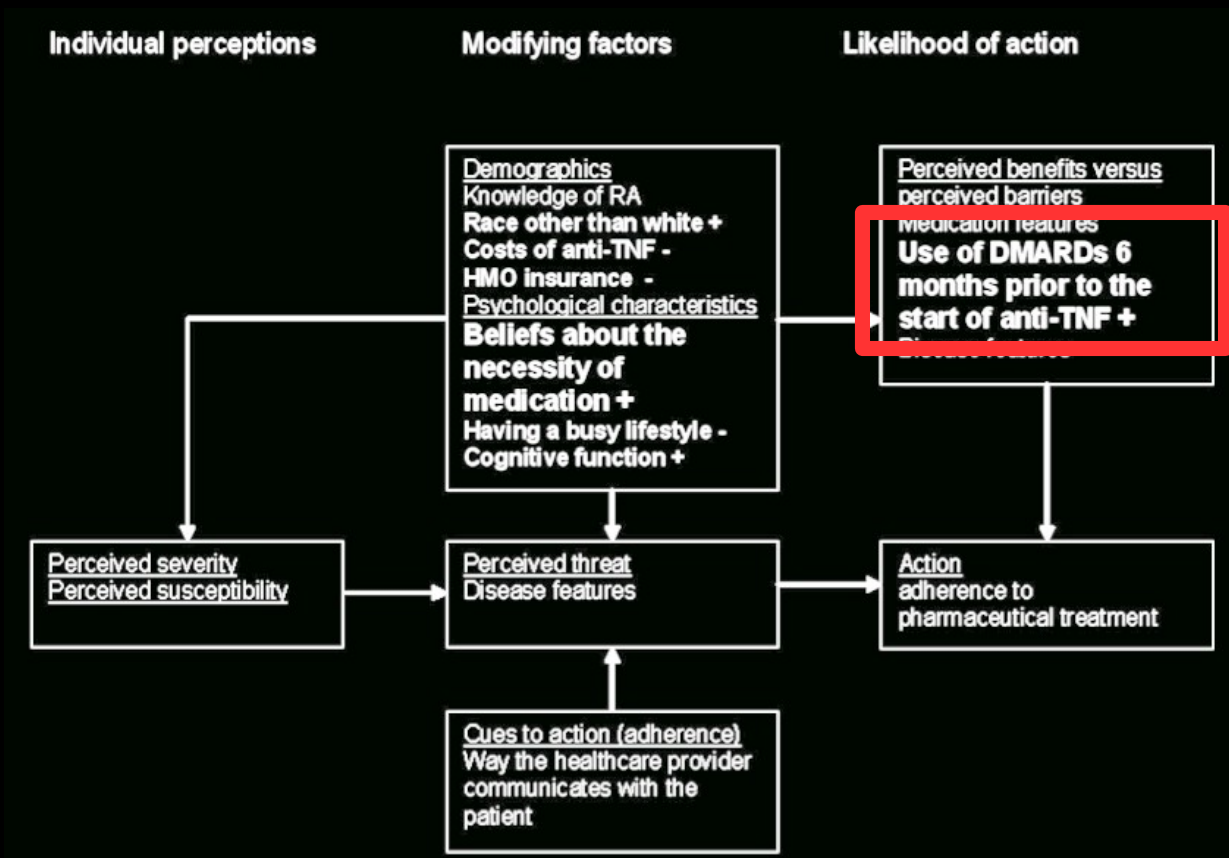 Individual perceptions
Modifying factors
Likelihood of action
Demographics
Knowledge of RA
Race other than white +
Costs of anti-TNF -
HMO insurance -
Psychological characteristics
Beliefs about the
necessity of
medication +
Having a busy lifestyle -
Cognitive function +
Perceived benefits versus
perceived barriers
Medication features
Use of DMARDs 6
months prior to the
start of anti-TNF +
Disease features
Perceived severity
Perceived susceptibility
Perceived threat
Disease features
Action
adherence to
pharmaceutical treatment
Cues to action (adherence)
Way the healthcare provider
communicates with the
patient